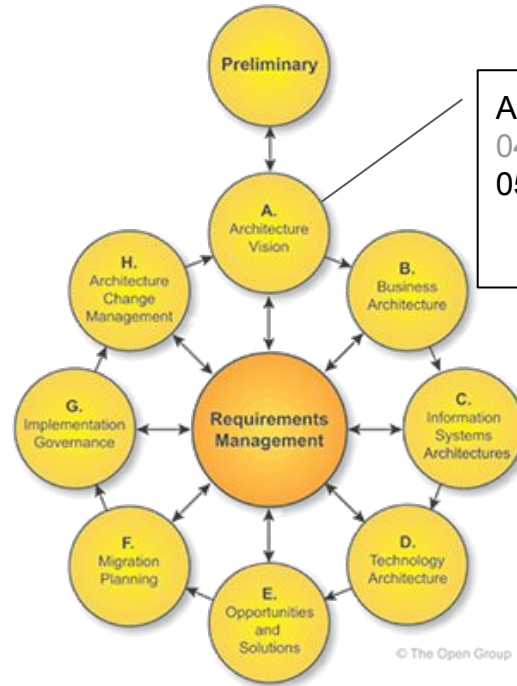 Preliminary
A
04
05
A.
Architecture
Vision
H.
Architecture
Change
Management
B.
Business
Architecture
G.
Implementation
Governance
Requirements
Management
C.
Information
Systems
Architectures
F.
Migration
Planning
D.
Technology
Architecture
E.
Opportunities
and
Solutions
© The Open Group